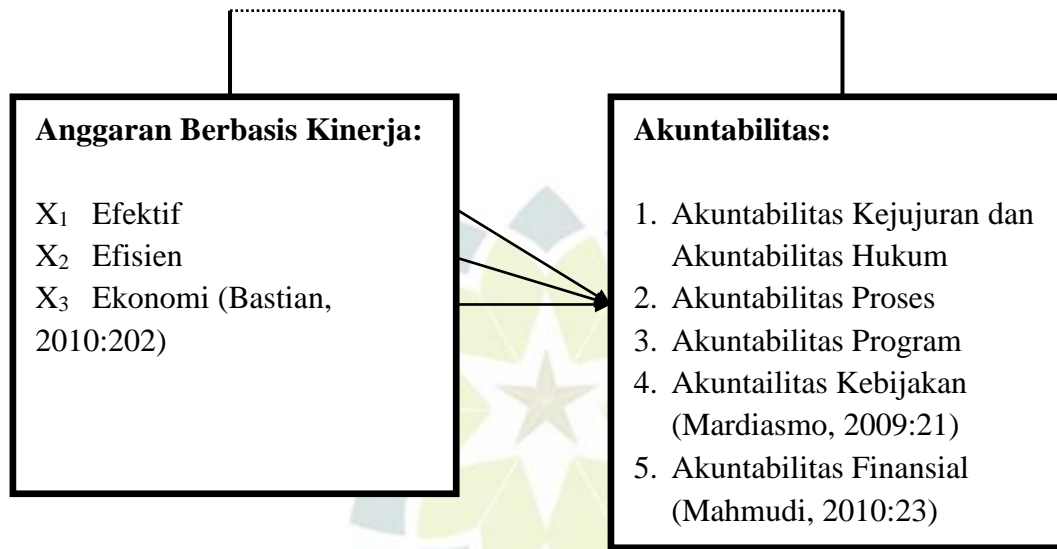 Anggaran Berbasis Kinerja:
X₁ Efektif
X₂ Efisien
X₃ Ekonomi (Bastian,
2010:202)
Akuntabilitas:
1. Akuntabilitas Kejujuran dan
Akuntabilitas Hukum
2. Akuntabilitas Proses
3. Akuntabilitas Program
4. Akuntailitas Kebijakan
(Mardiasmo, 2009:21)
5. Akuntabilitas Finansial
(Mahmudi, 2010:23)